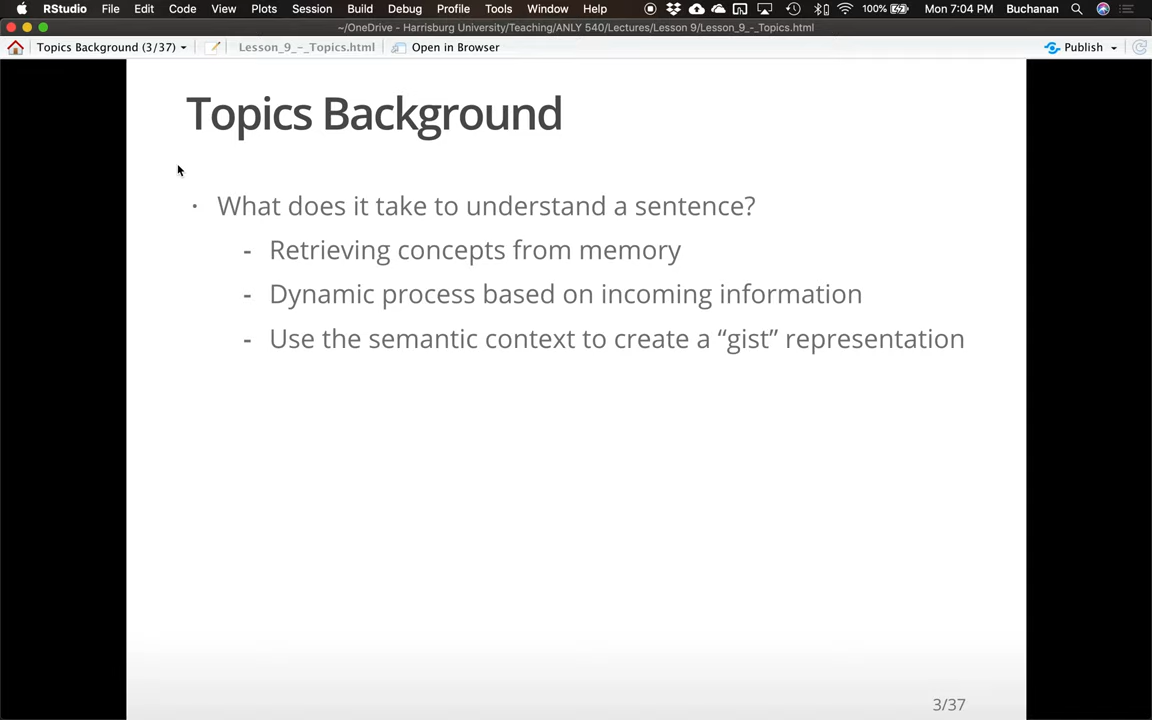 RStudio File Edit Code View Plots Session Build Debug Profile Tools Window Help 100% Mon 7:04 PM Buchanan
~/OneDrive - Harrisburg University/Teaching/ANLY 540/Lectures/Lesson 9/Lesson_9_-_Topics.html
Topics Background (3/37) Lesson_9_-_Topics.html Open in Browser Publish
Topics Background
· What does it take to understand a sentence?
- Retrieving concepts from memory
- Dynamic process based on incoming information
- Use the semantic context to create a “gist” representation
3/37